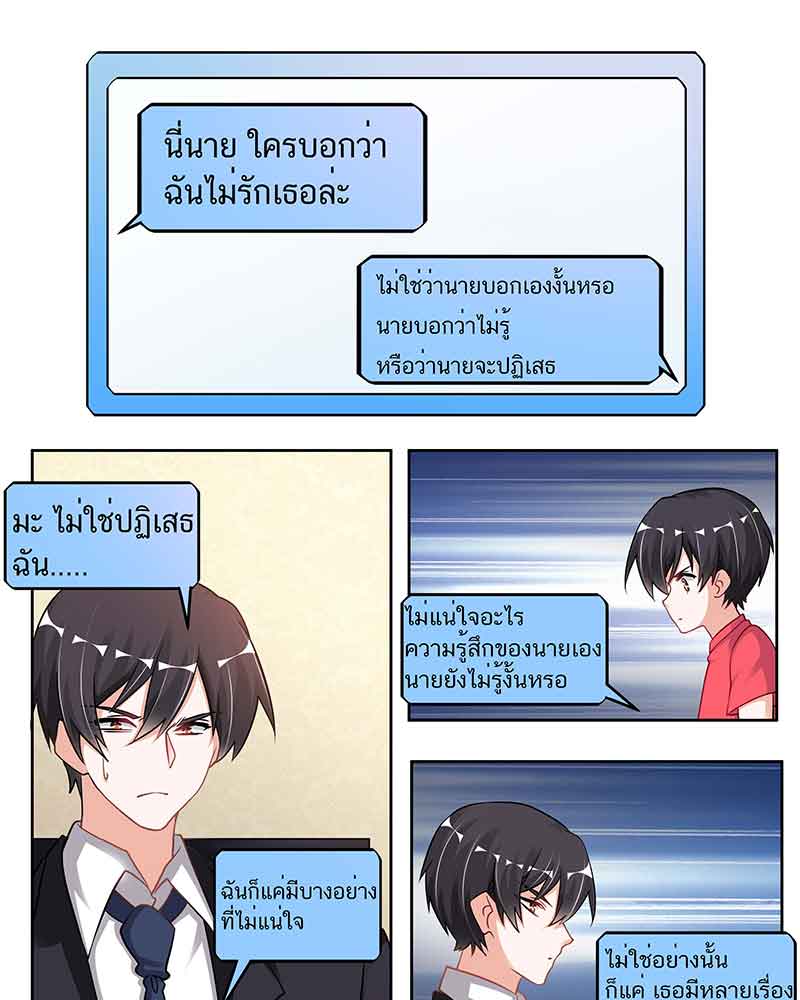 นี่นาย ใครบอกว่า
ฉันไม่รักเธอล่ะ
ไม่ใช่ว่านายบอกเองงั้นหรอ
นายบอกว่าไม่รู้
หรือว่านายจะปฏิเสธ
มะ ไม่ใช่ปฏิเสธ
ฉัน.....
ไม่แน่ใจอะไร
ความรู้สึกของนายเอง
นายยังไม่รู้งั้นหรอ
ฉันก็แค่มีบางอย่าง
ที่ไม่แน่ใจ
ไม่ใช่อย่างนั้น
ก็แค่ เธอมีหลายเรื่อง